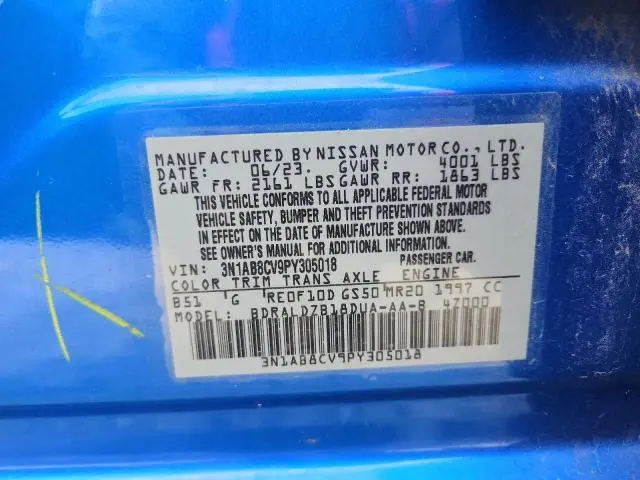 MANUFACTURED BY NISSAN MOTOR CO., LTD.
DATE: 06/23. GVWR: 4001 LBS
GAWR FR: 2161 LBS GAWR RR: 1863 LBS
THIS VEHICLE CONFORMS TO ALL APPLICABLE FEDERAL MOTOR
VEHICLE SAFETY, BUMPER AND THEFT PREVENTION STANDARDS
IN EFFECT ON THE DATE OF MANUFACTURE SHOWN ABOVE.
SEE OWNER'S MANUAL FOR ADDITIONAL INFORMATION.
VIN: 3N1AB8CV9PY305018 PASSENGER CAR.
COLOR TRIM TRANS AXLE ENGINE
B51 G RE0F10D GS50 MR20 1997 CC
MODEL: BDRALDZB18DUA-AA-B 47000
3N1AB8CV9PY305018